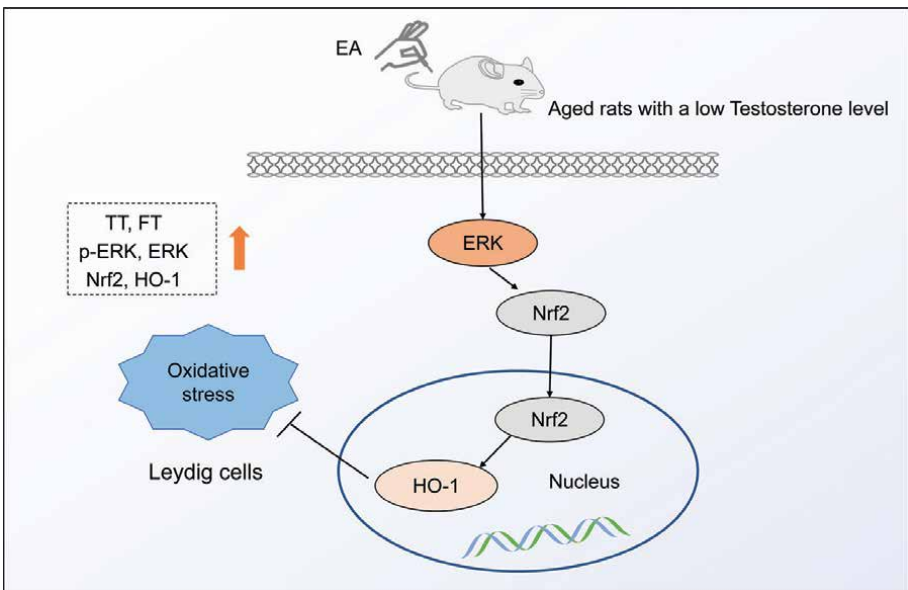 EA
Aged rats with a low Testosterone level
TT, FT
p-ERK, ERK
Nrf2, HO-1
ERK
Nrf2
Oxidative
stress
Nrf2
Leydig cells
HO-1
Nucleus